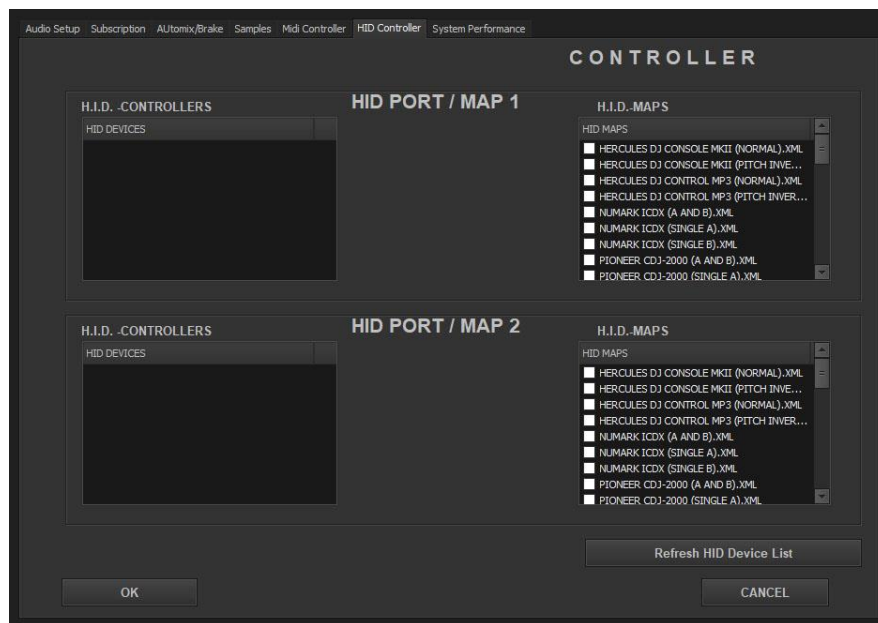 Audio Setup Subscription AUtomix/Brake Samples Midi Controller HID Controller System Performance
CONTROLLER
HID PORT / MAP 1
H.I.D. -CONTROLLERS
HID DEVICES
H.I.D.-MAPS
HID MAPS
HERCULES DJ CONSOLE MKII (NORMAL).XML
HERCULES DJ CONSOLE MKII (PITCH INVE...
HERCULES DJ CONTROL MP3 (NORMAL).XML
HERCULES DJ CONTROL MP3 (PITCH INVER...
NUMARK ICDX (A AND B).XML
NUMARK ICDX (SINGLE A).XML
NUMARK ICDX (SINGLE B).XML
PIONEER CDJ-2000 (A AND B).XML
PIONEER CDJ-2000 (SINGLE A).XML
HID PORT / MAP 2
H.I.D. -CONTROLLERS
HID DEVICES
H.I.D.-MAPS
HID MAPS
HERCULES DJ CONSOLE MKII (NORMAL).XML
HERCULES DJ CONSOLE MKII (PITCH INVE...
HERCULES DJ CONTROL MP3 (NORMAL).XML
HERCULES DJ CONTROL MP3 (PITCH INVER...
NUMARK ICDX (A AND B).XML
NUMARK ICDX (SINGLE A).XML
NUMARK ICDX (SINGLE B).XML
PIONEER CDJ-2000 (A AND B).XML
PIONEER CDJ-2000 (SINGLE A).XML
Refresh HID Device List
OK
CANCEL